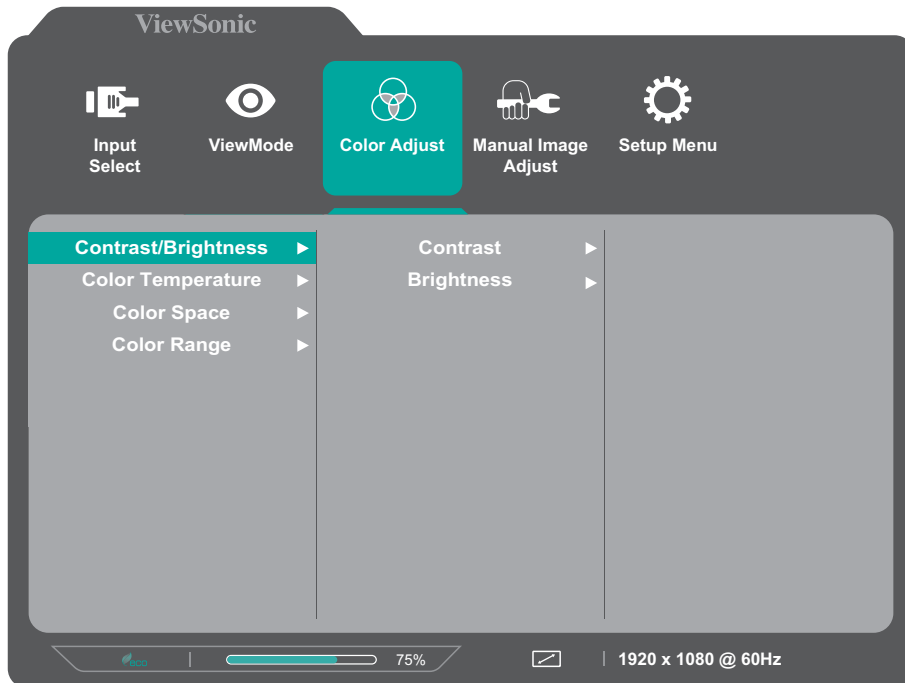 ViewSonic
Input
Select
ViewMode
Color Adjust
Manual Image
Adjust
Setup Menu
Contrast/Brightness
Color Temperature
Color Space
Color Range
Contrast
Brightness
eco
75%
1920 x 1080 @ 60Hz